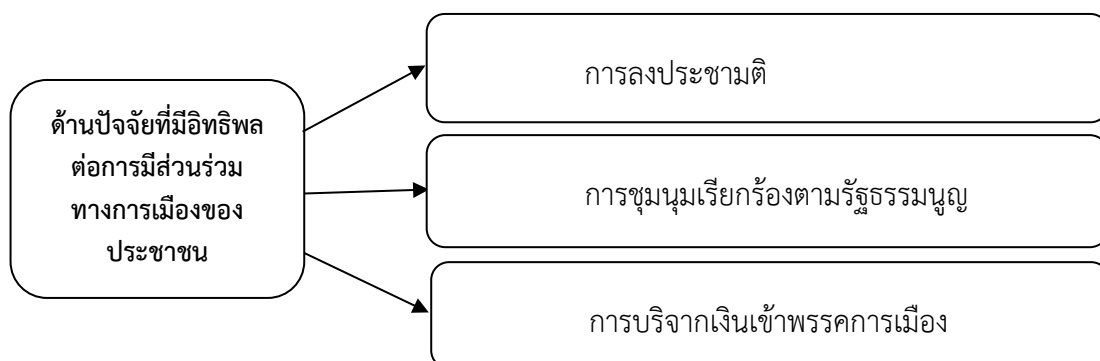 ด้านปัจจัยที่มีอิทธิพล
ต่อการมีส่วนร่วม
ทางการเมืองของ
ประชาชน
การลงประชามติ
การชุมนุมเรียกร้องตามรัฐธรรมนูญ
การบริจากเงินเข้าพรรคการเมือง